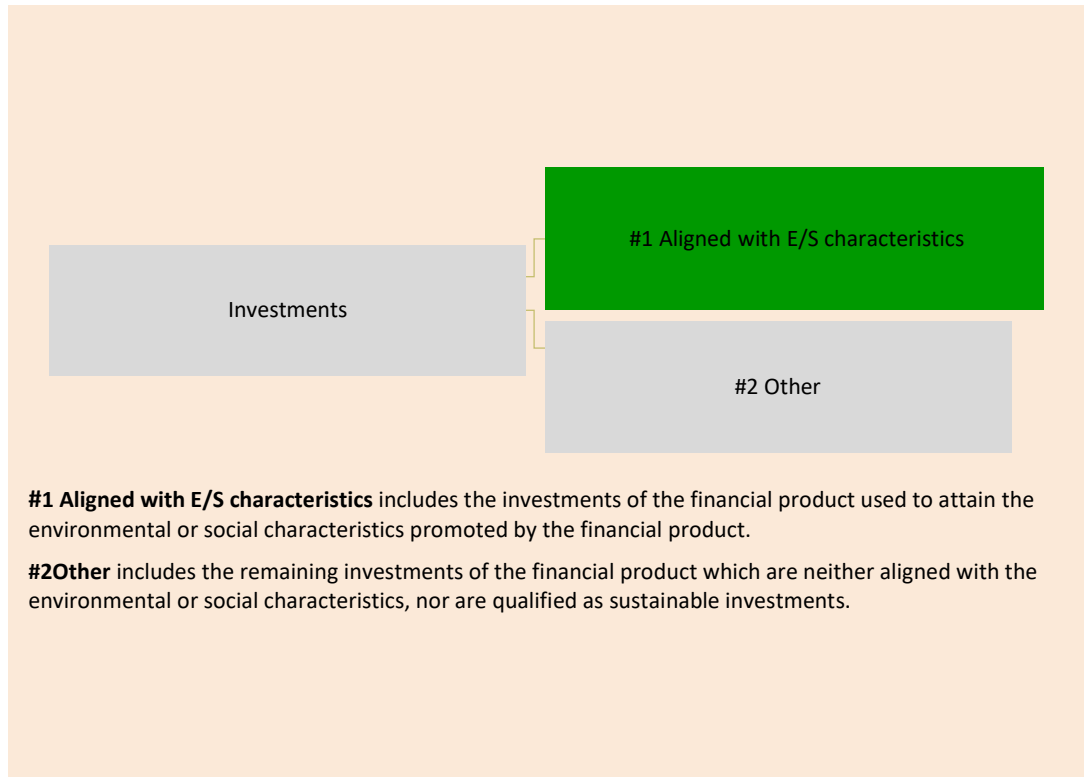 #1 Aligned with E/S characteristics
Investments
#2 Other
#1 Aligned with E/S characteristics includes the investments of the financial product used to attain the
environmental or social characteristics promoted by the financial product.
#2Other includes the remaining investments of the financial product which are neither aligned with the
environmental or social characteristics, nor are qualified as sustainable investments.